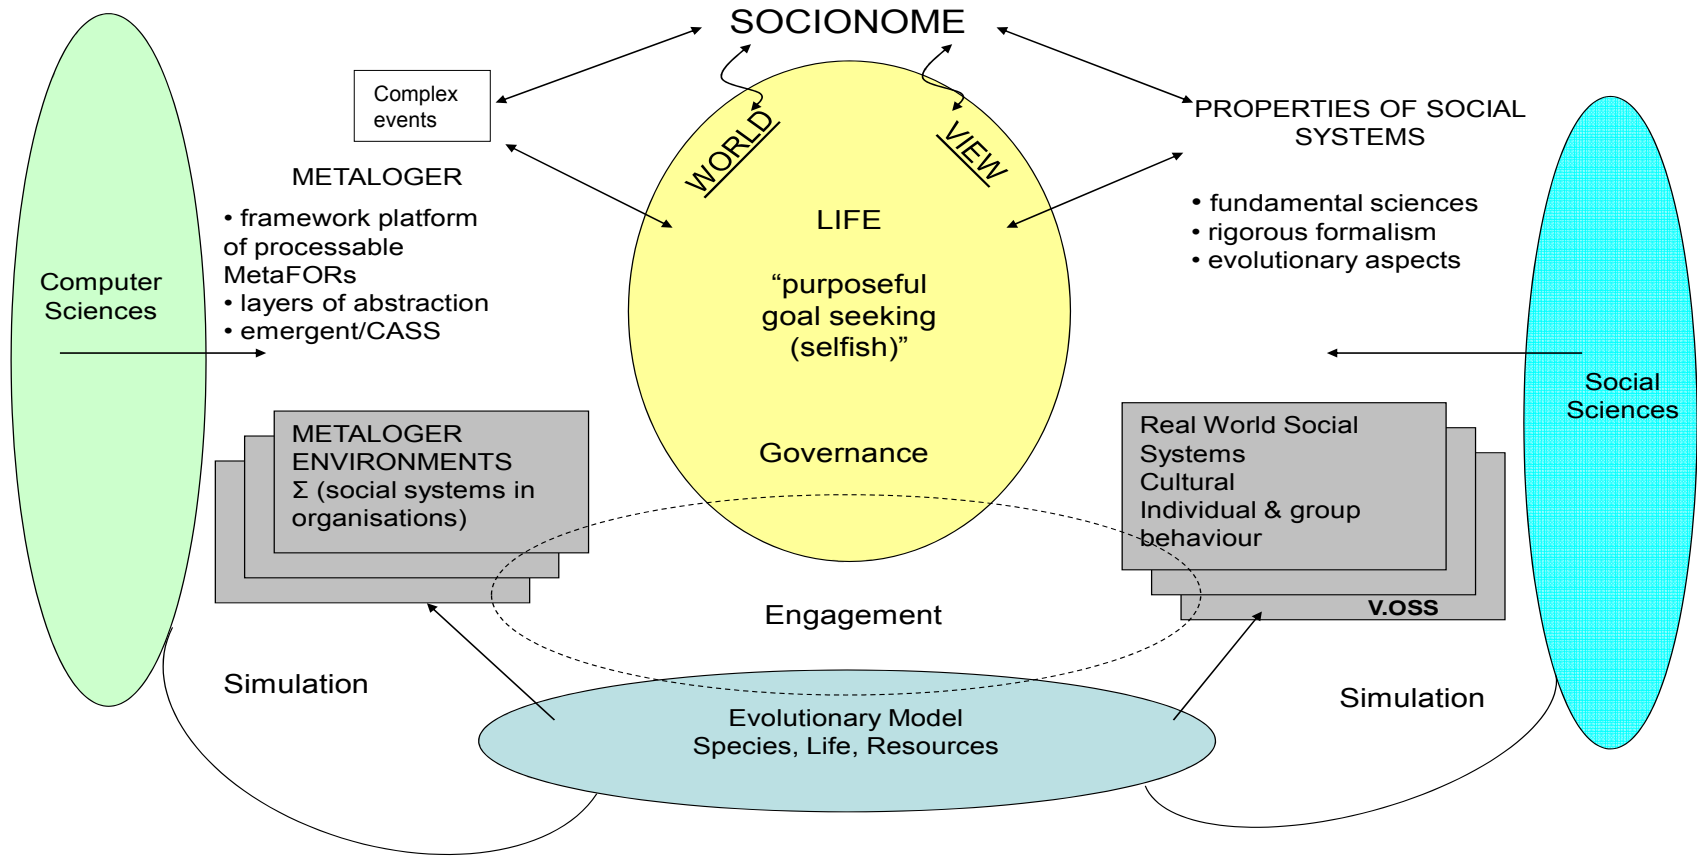 SOCIONOME
Complex
events
WORLD
VIEW
PROPERTIES OF SOCIAL
SYSTEMS
METALOGER
• framework platform
of processable
MetaFORs
• layers of abstraction
• emergent/CASS
LIFE
“purposeful
goal seeking
(selfish)”
Governance
• fundamental sciences
• rigorous formalism
• evolutionary aspects
Computer
Sciences
Social
Sciences
METALOGER
ENVIRONMENTS
Σ (social systems in
organisations)
Real World Social
Systems
Cultural
Individual & group
behaviour
V.OSS
Engagement
Simulation
Simulation
Evolutionary Model
Species, Life, Resources